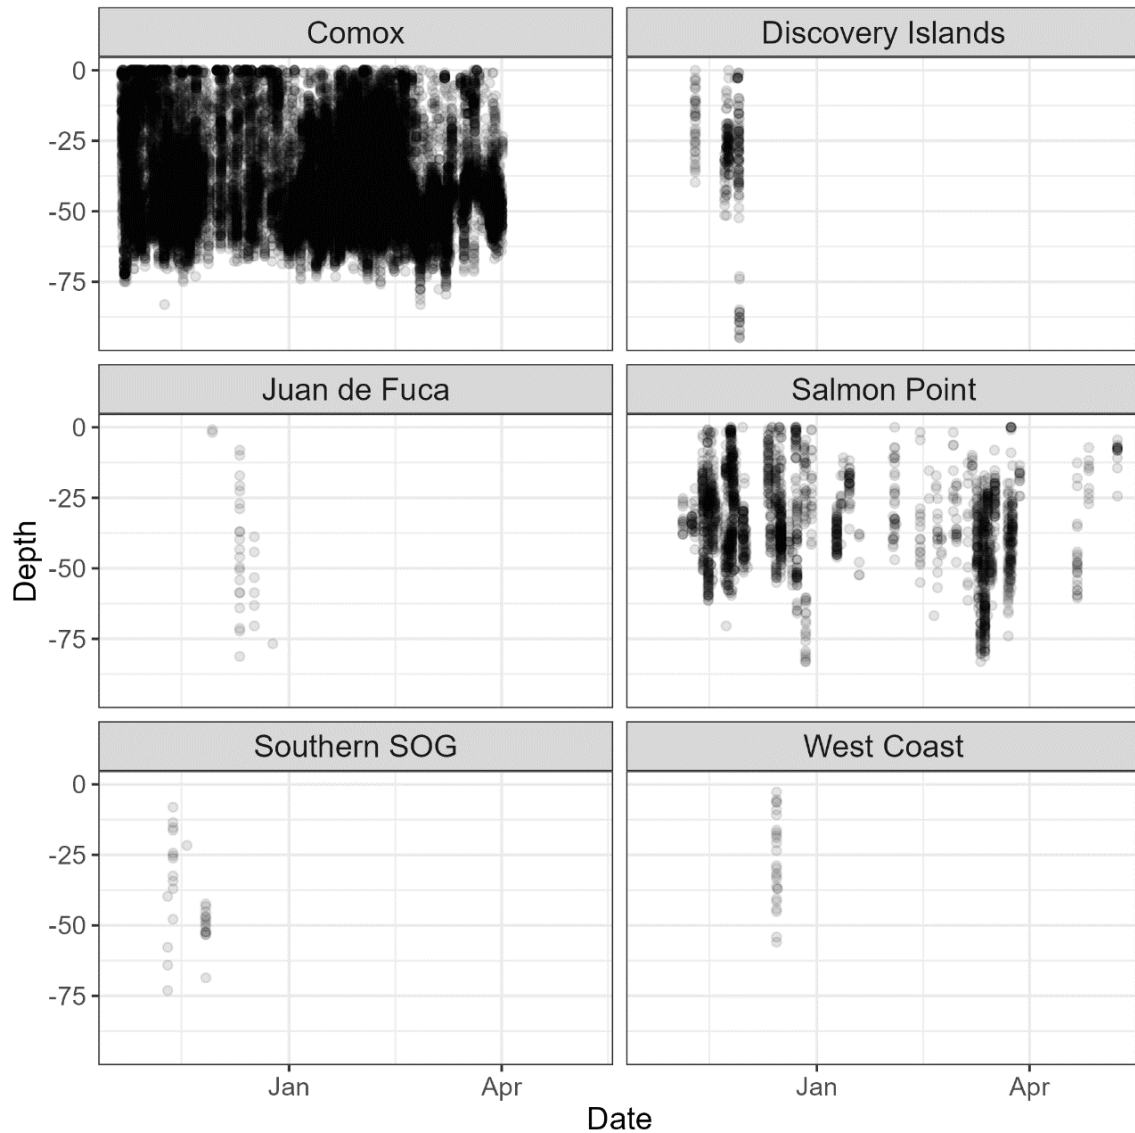 Comox
Discovery Islands
0
-25
-50
-75
Juan de Fuca
Salmon Point
0
-25
-50
-75
Depth
Southern SOG
West Coast
0
-25
-50
-75
Jan
Apr
Jan
Apr
Date